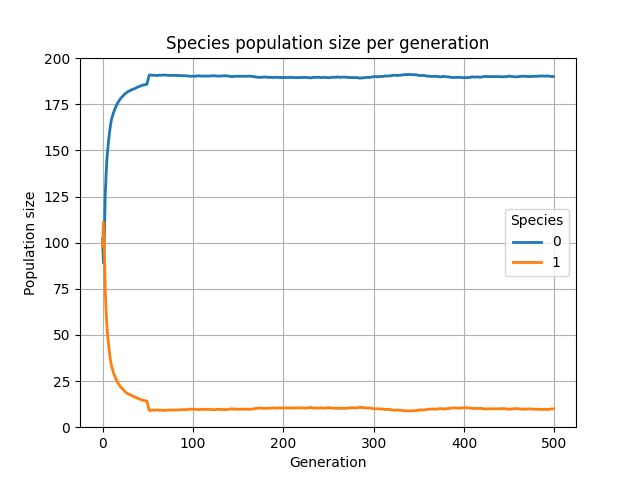 Species population size per generation
Population size
200
175
150
125
100
75
50
25
0
Species
0
1
0 100 200 300 400 500
Generation